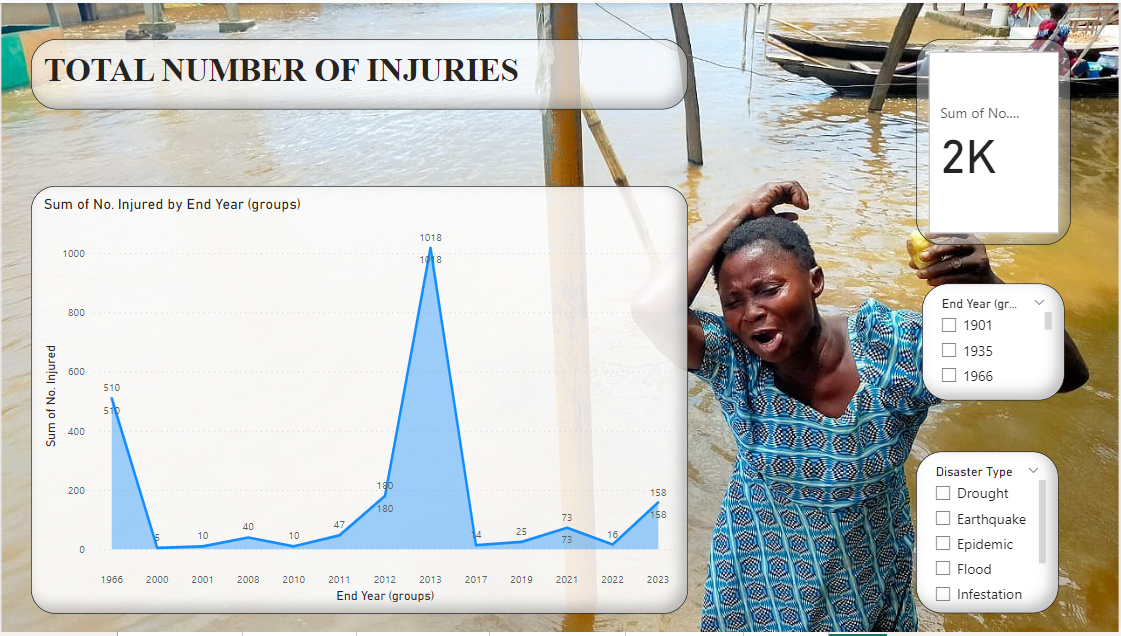 TOTAL NUMBER OF INJURIES
Sum of No....
2K
Sum of No. Injured by End Year (groups)
1018
1018
1000
800
600
510
510
400
200
180
180
158
158
73
73
47
40
25
16
14
10
10
5
0
Sum of No. Injured
1966 2000 2001 2008 2010 2011 2012 2013 2017 2019 2021 2022 2023
End Year (groups)
End Year (gr...
1901
1935
1966
Disaster Type
Drought
Earthquake
Epidemic
Flood
Infestation